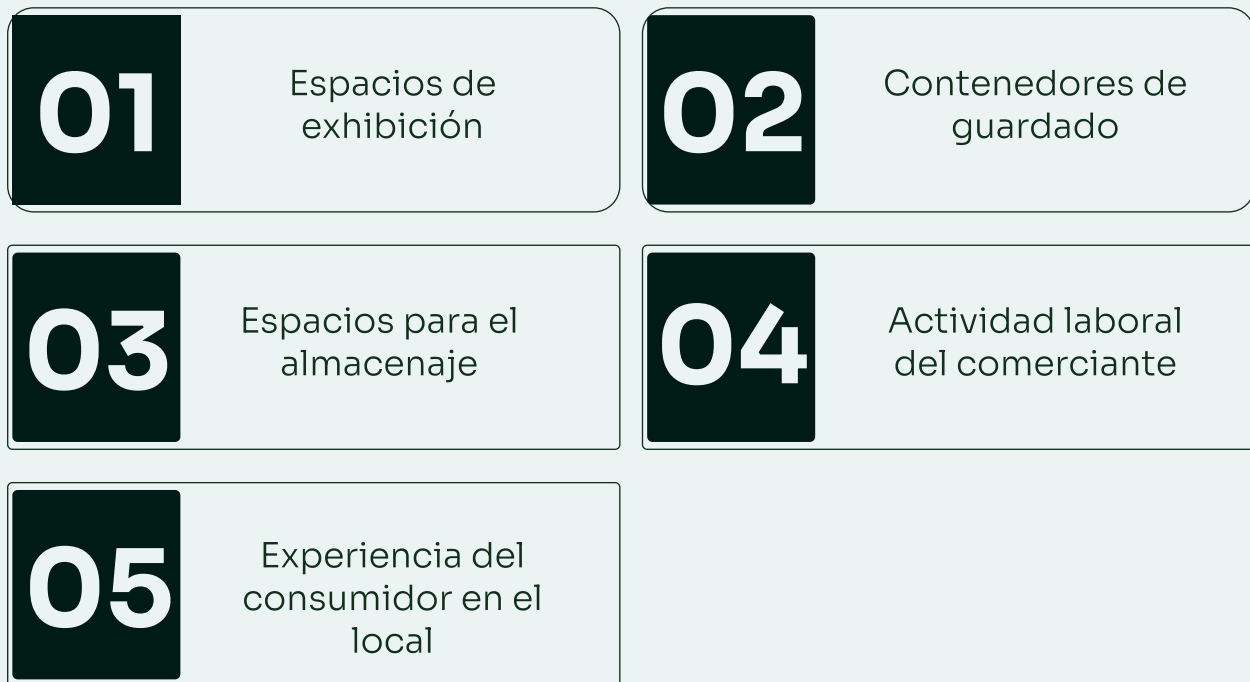 01
Espacios de
exhibición
02
Contenedores de
guardado
03
Espacios para el
almacenaje
04
Actividad laboral
del comerciante
05
Experiencia del
consumidor en el
local